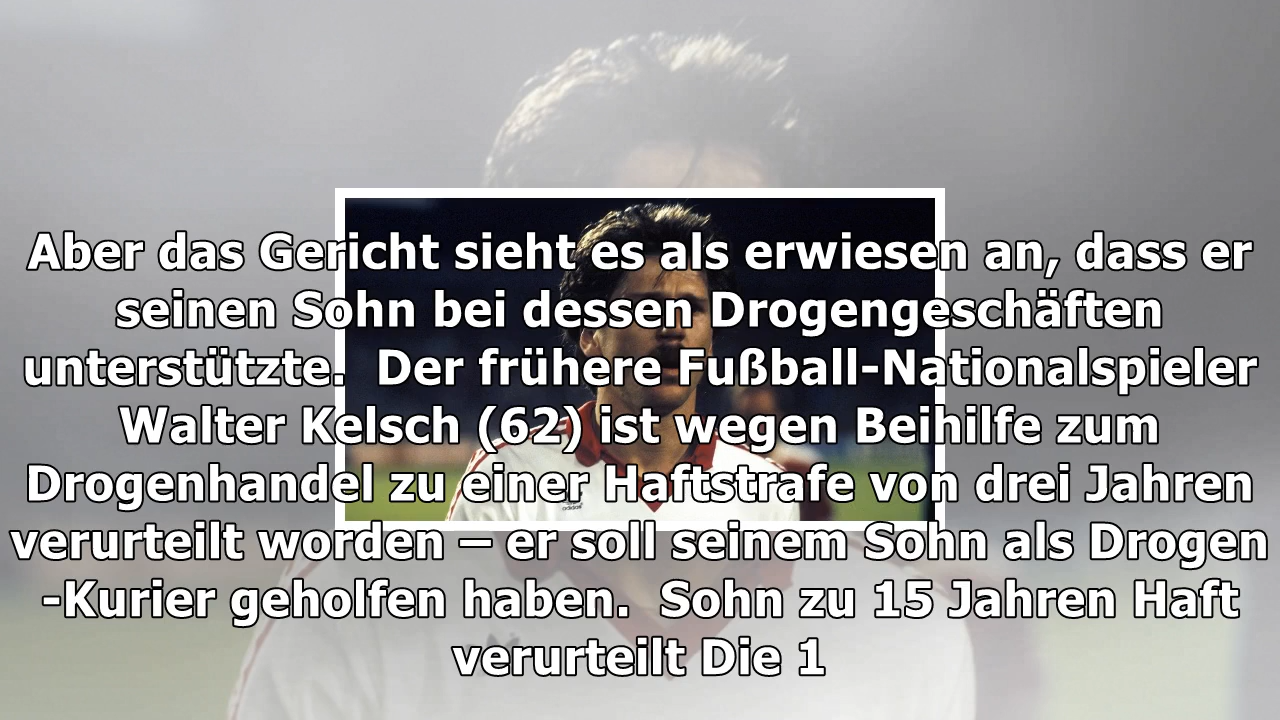 Aber das Gericht sieht es als erwiesen an, dass er
seinen Sohn bei dessen Drogengeschäften
unterstützte.  Der frühere Fußball-Nationalspieler
Walter Kelsch (62) ist wegen Beihilfe zum
Drogenhandel zu einer Haftstrafe von drei Jahren
verurteilt worden – er soll seinem Sohn als Drogen
-Kurier geholfen haben.  Sohn zu 15 Jahren Haft
verurteilt Die 1
adidas